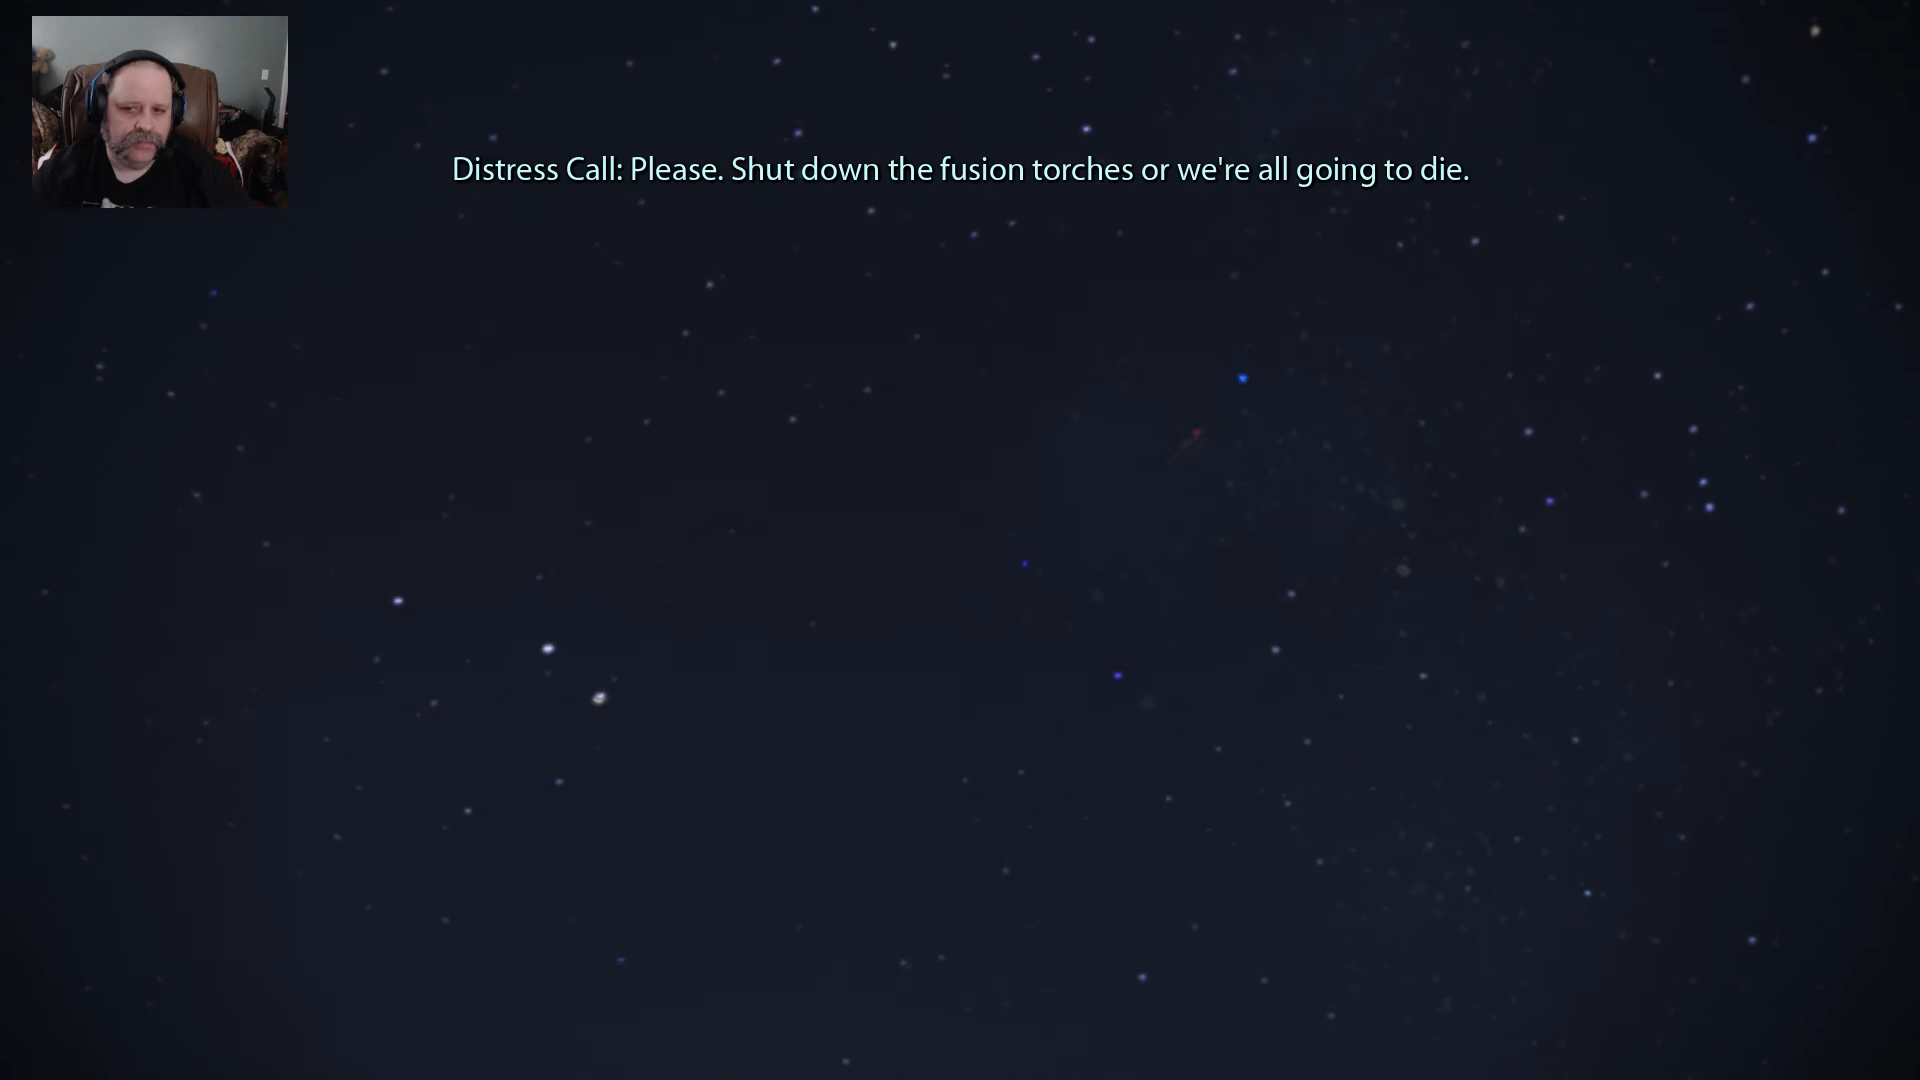 Distress Call: Please. Shut down the fusion torches or we're all going to die.